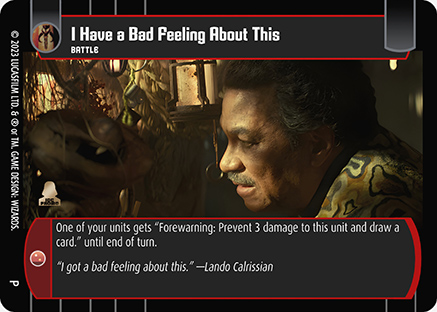 I Have a Bad Feeling About This
BATTLE
© 2023 LUCASFILM LTD. & ® or TM. GAME DESIGN: WIZARDS.
One of your units gets “Forewarning: Prevent 3 damage to this unit and draw a
card.” until end of turn.
“I got a bad feeling about this.” —Lando Calrissian
P